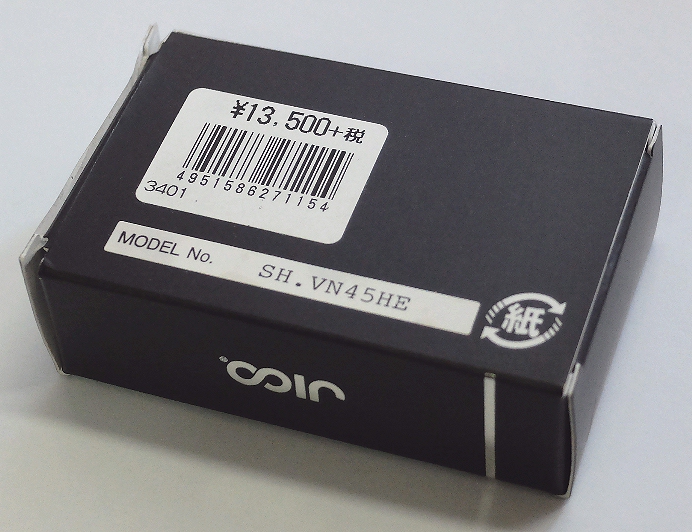 ¥13,500+税
4951586271154
3401
MODEL No.
SH.VN45HE
紙
JICO